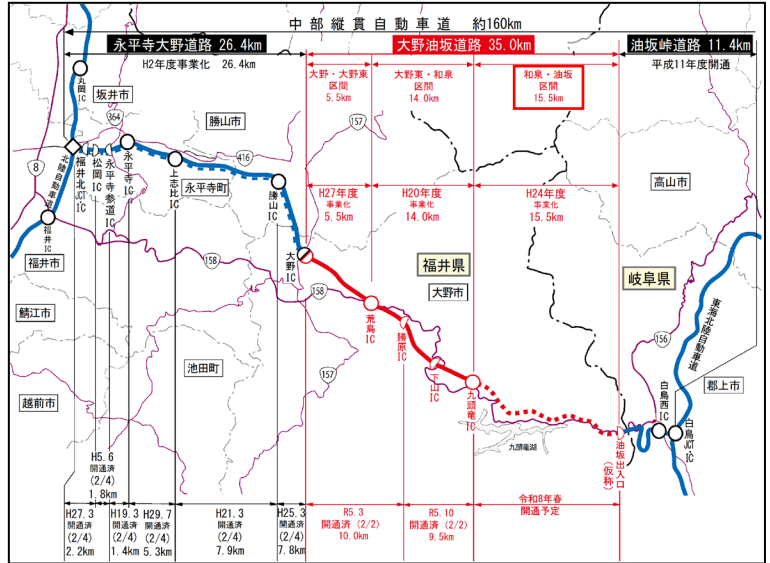 中部縦貫自動車道 約160km
永平寺大野道路 26.4km
大野油坂道路 35.0km
油坂峠道路 11.4km
H2年度事業化 26.4km
平成11年度開通
大野・大野東
区間
5.5km
大野東・和泉
区間
14.0km
和泉・油坂
区間
15.5km
丸岡IC
坂井市
364
勝山市
157
416
8
北陸自動車道
福井北JCT・IC
松岡IC
永平寺参道IC
永平寺IC
上志比IC
永平寺町
勝山IC
高山市
H27年度
事業化
5.5km
H20年度
事業化
14.0km
H24年度
事業化
15.5km
福井IC
福井市
158
大野IC
福井県
大野市
岐阜県
158
鯖江市
荒島IC
勝原IC
156
東海北陸自動車道
池田町
157
下山IC
九頭竜IC
郡上市
越前市
白鳥西IC
白鳥JCT・IC
九頭竜湖
油坂出入口
(仮称)
H5.6
開通済
(2/4)
1.8km
H27.3
開通済
(2/4)
2.2km
H19.3
開通済
(2/4)
1.4km
H29.7
開通済
(2/4)
5.3km
H21.3
開通済
(2/4)
7.9km
H25.3
開通済
(2/4)
7.8km
R5.3
開通済 (2/2)
10.0km
R5.10
開通済 (2/2)
9.5km
令和8年春
開通予定